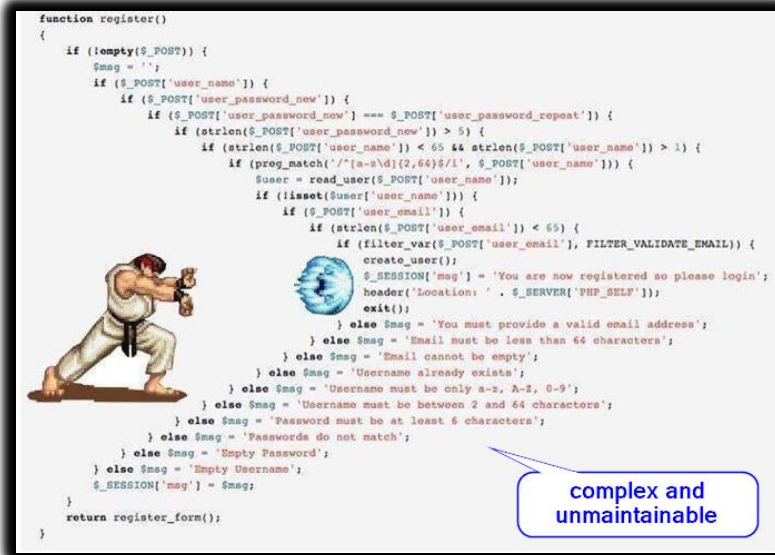 function register()
{
    if (!empty($_POST)) {
        $msg = '';
        if ($_POST['user_name']) {
            if ($_POST['user_password_new']) {
                if ($_POST['user_password_new'] === $_POST['user_password_repeat']) {
                    if (strlen($_POST['user_password_new']) > 5) {
                        if (strlen($_POST['user_name']) < 65 && strlen($_POST['user_name']) > 1) {
                            if (preg_match('/^[a-z\d]{2,64}$/i', $_POST['user_name'])) {
                                $user = read_user($_POST['user_name']);
                                if (!isset($user['user_name'])) {
                                    if ($_POST['user_email']) {
                                        if (strlen($_POST['user_email']) < 65) {
                                            if (filter_var($_POST['user_email'], FILTER_VALIDATE_EMAIL)) {
                                                create_user();
                                                $_SESSION['msg'] = 'You are now registered so please login';
                                                header('Location: ' . $_SERVER['PHP_SELF']);
                                                exit();
                                            } else $msg = 'You must provide a valid email address';
                                        } else $msg = 'Email must be less than 64 characters';
                                    } else $msg = 'Email cannot be empty';
                                } else $msg = 'Username already exists';
                            } else $msg = 'Username must be only a-z, A-Z, 0-9';
                        } else $msg = 'Username must be between 2 and 64 characters';
                    } else $msg = 'Password must be at least 6 characters';
                } else $msg = 'Passwords do not match';
            } else $msg = 'Empty Password';
        } else $msg = 'Empty Username';
        $_SESSION['msg'] = $msg;
    }
    return register_form();
}
complex and
unmaintainable